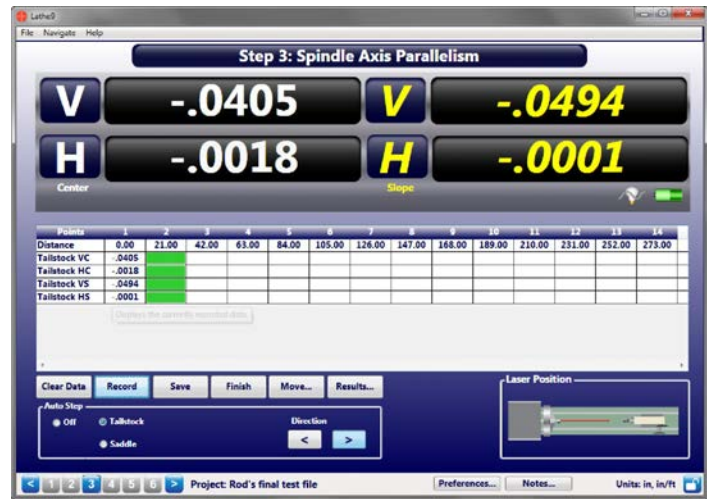 Lathe9
File Navigate Help
Step 3: Spindle Axis Parallelism
V -.0405 V -.0494
H -.0018 H -.0001
Center Slope
Points 1 2 3 4 5 6 7 8 9 10 11 12 13 14
Distance 0.00 21.00 42.00 63.00 84.00 105.00 126.00 147.00 168.00 189.00 210.00 231.00 252.00 273.00
Tailstock VC -.0405
Tailstock HC -.0018
Tailstock VS -.0494
Tailstock HS -.0001
Displays the currently recorded data.
Clear Data Record Save Finish Move... Results...
Laser Position
Auto Step
Off Tailstock Direction
< >
Saddle
< 1 2 3 4 5 6 > Project: Rod's final test file Preferences... Notes... Units: in, in/ft